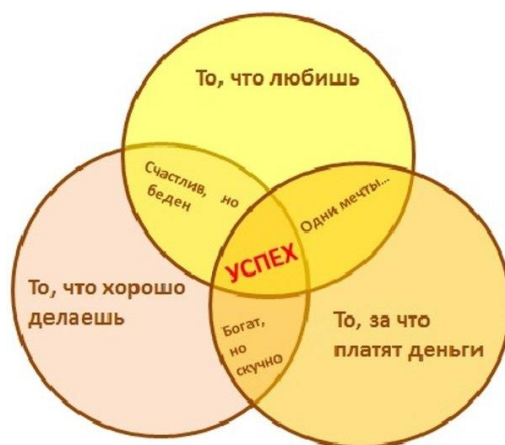 То, что любишь
Счастлив, но
беден
Одни мечты...
УСПЕХ
То, что хорошо
делаешь
Богат,
но
скучно
То, за что
платят деньги